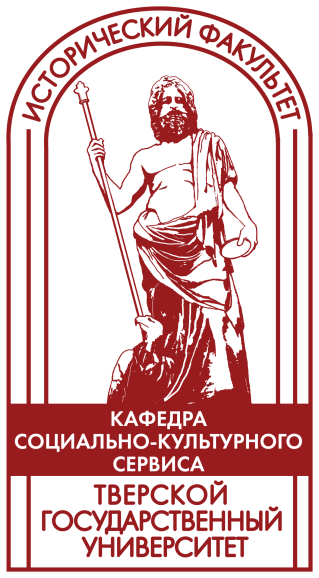 ИСТОРИЧЕСКИЙ ФАКУЛЬТЕТ
КАФЕДРА
СОЦИАЛЬНО-КУЛЬТУРНОГО
СЕРВИСА
ТВЕРСКОЙ
ГОСУДАРСТВЕННЫЙ
УНИВЕРСИТЕТ